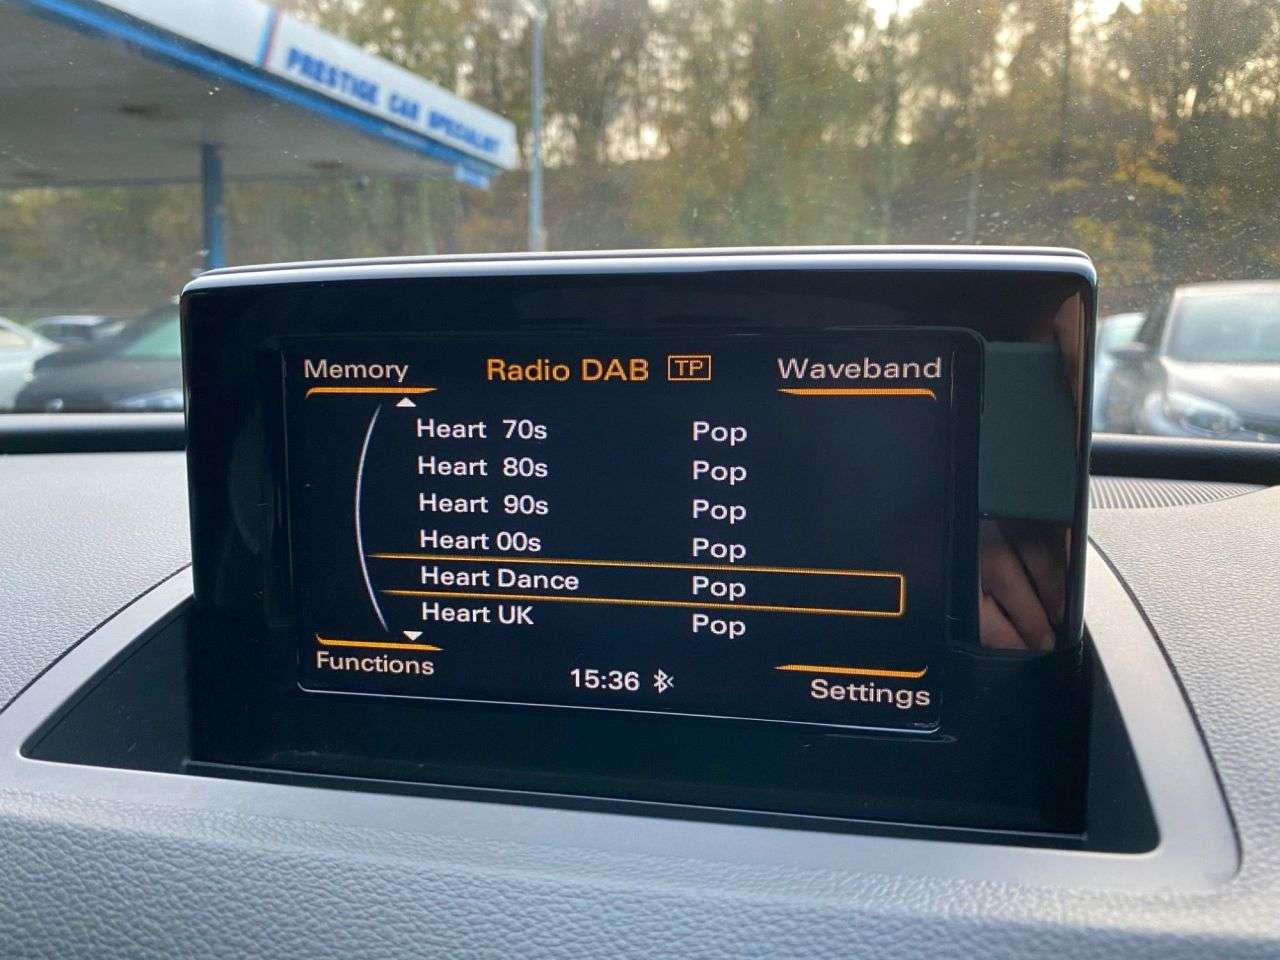 PRESTIGE CAR SPECIALIST
Memory Radio DAB TP Waveband
Heart 70s Pop
Heart 80s Pop
Heart 90s Pop
Heart 00s Pop
Heart Dance Pop
Heart UK Pop
Functions 15:36 Settings